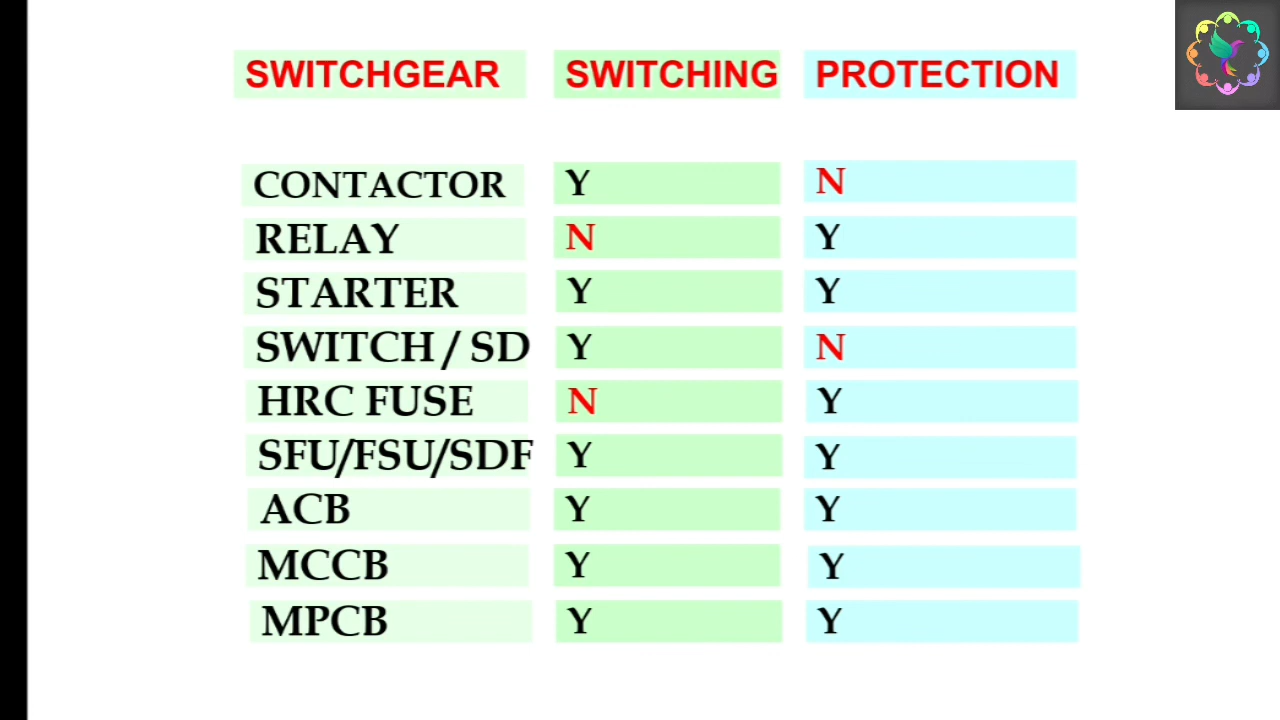 SWITCHGEAR SWITCHING PROTECTION
CONTACTOR Y N
RELAY N Y
STARTER Y Y
SWITCH / SD Y N
HRC FUSE N Y
SFU/FSU/SDF Y Y
ACB Y Y
MCCB Y Y
MPCB Y Y